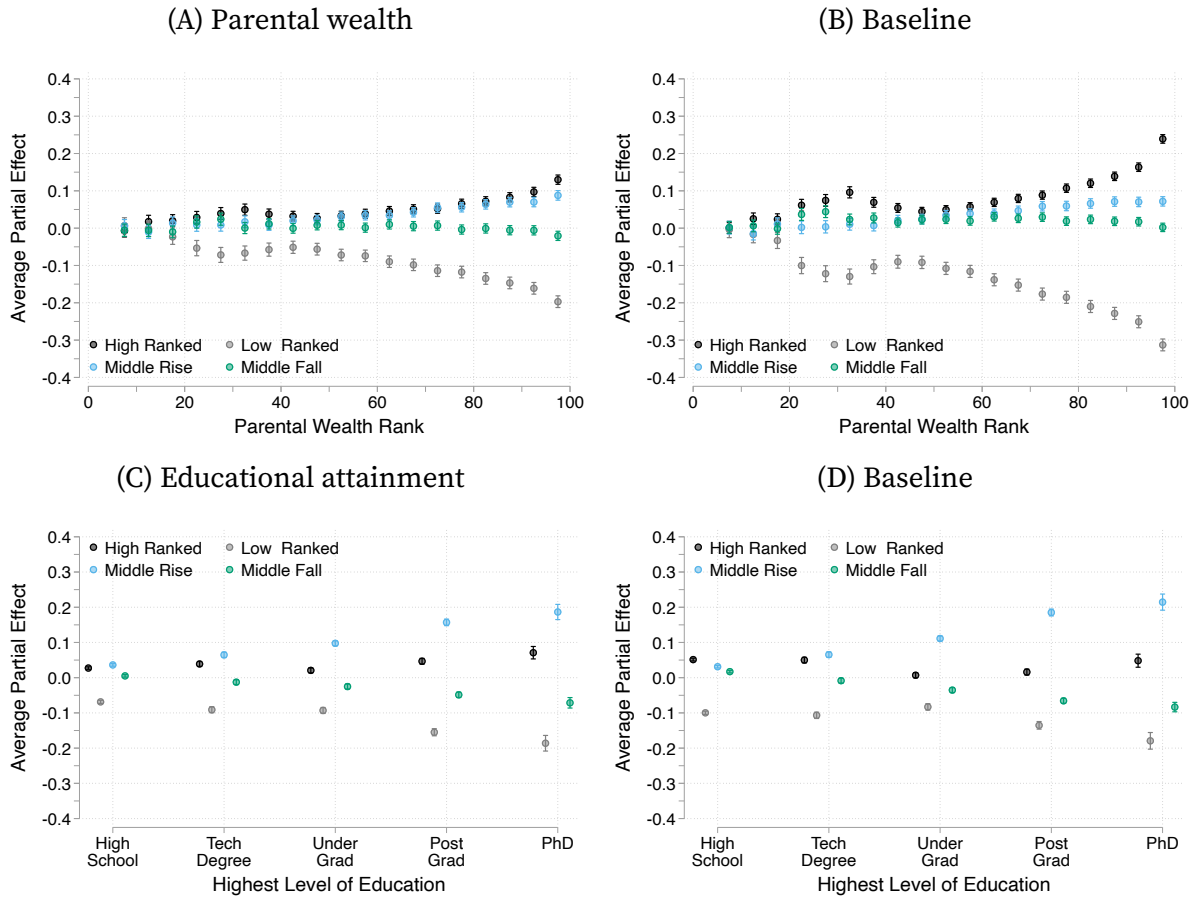 (A) Parental wealth
(B) Baseline
Average Partial Effect
0.4
0.3
0.2
0.1
0.0
-0.1
-0.2
-0.3
-0.4
High Ranked
Low Ranked
Middle Rise
Middle Fall
0 20 40 60 80 100
Parental Wealth Rank
Average Partial Effect
0.4
0.3
0.2
0.1
0.0
-0.1
-0.2
-0.3
-0.4
High Ranked
Low Ranked
Middle Rise
Middle Fall
0 20 40 60 80 100
Parental Wealth Rank
(C) Educational attainment
(D) Baseline
Average Partial Effect
0.4
0.3
0.2
0.1
0.0
-0.1
-0.2
-0.3
-0.4
High Ranked
Low Ranked
Middle Rise
Middle Fall
High Tech Under Post PhD
School Degree Grad Grad
Highest Level of Education
Average Partial Effect
0.4
0.3
0.2
0.1
0.0
-0.1
-0.2
-0.3
-0.4
High Ranked
Low Ranked
Middle Rise
Middle Fall
High Tech Under Post PhD
School Degree Grad Grad
Highest Level of Education